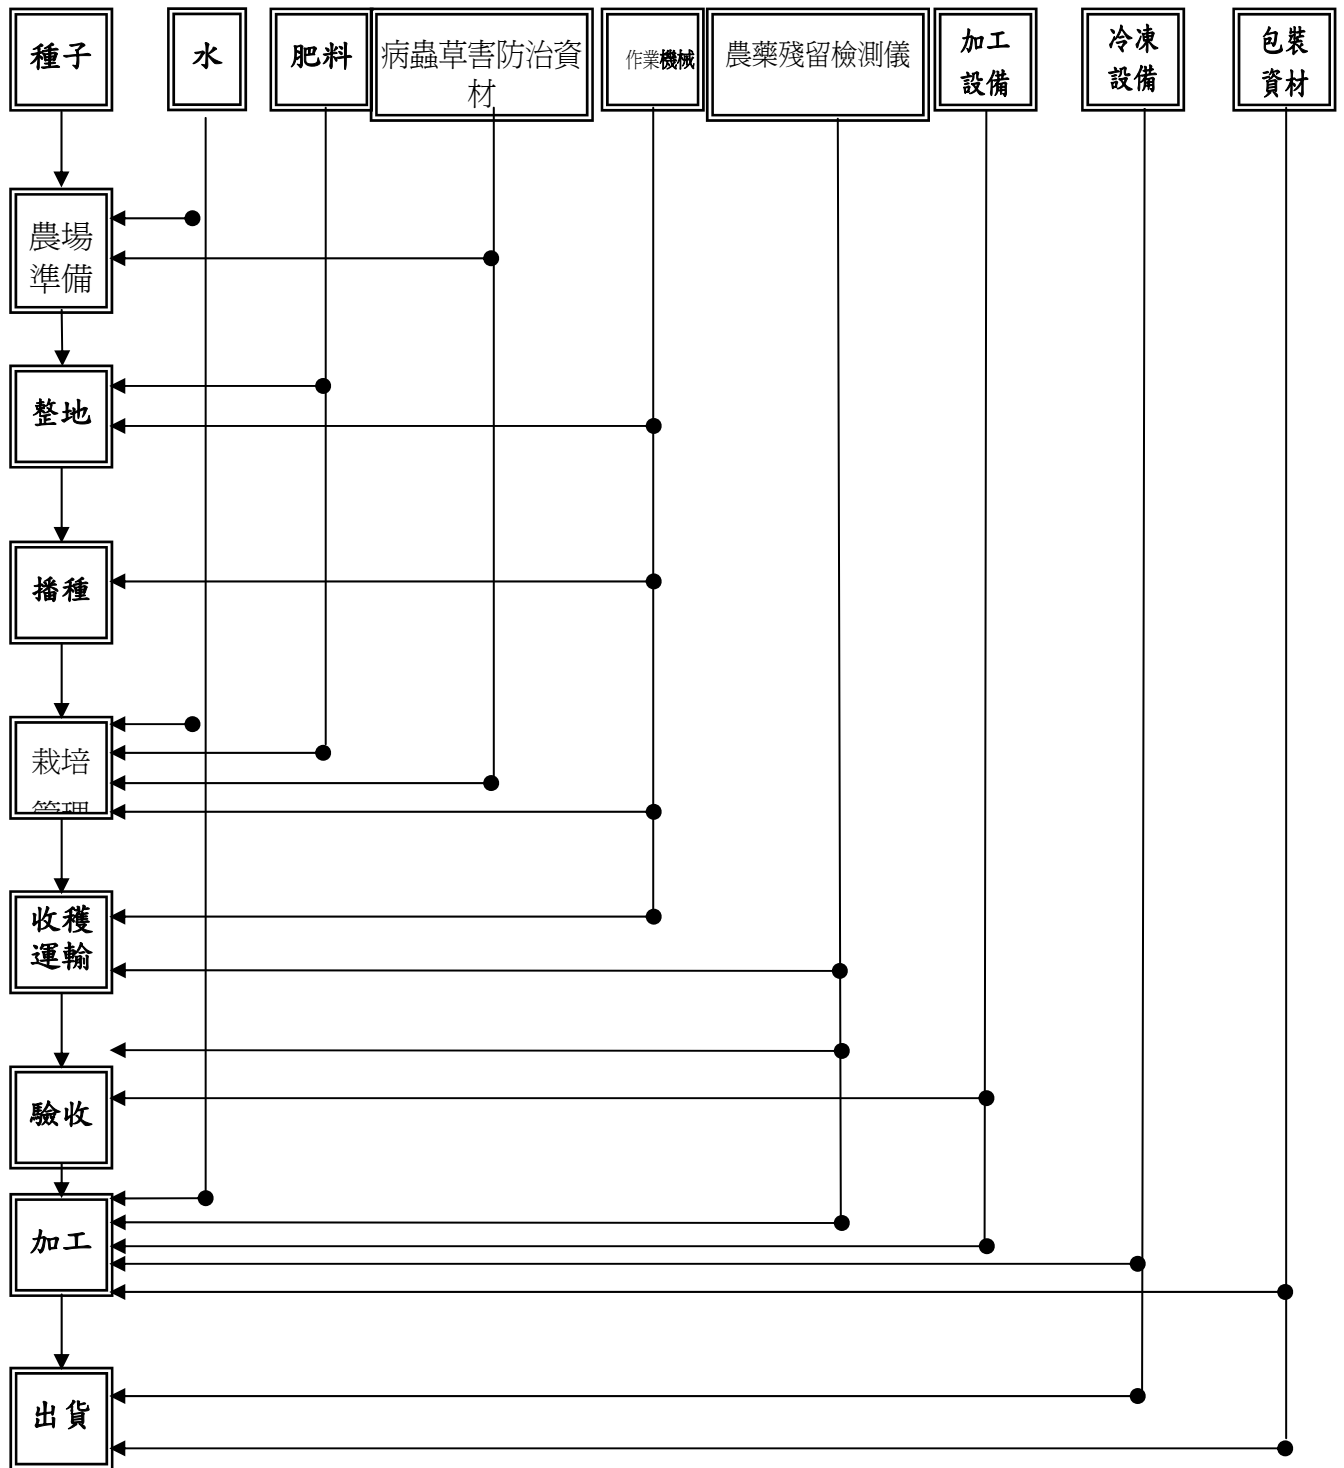 種子
水
肥料
病蟲草害防治資
材
作業機械
農藥殘留檢測儀
加工
設備
冷凍
設備
包裝
資材
農場
準備
整地
播種
栽培
管理
收穫
運輸
驗收
加工
出貨